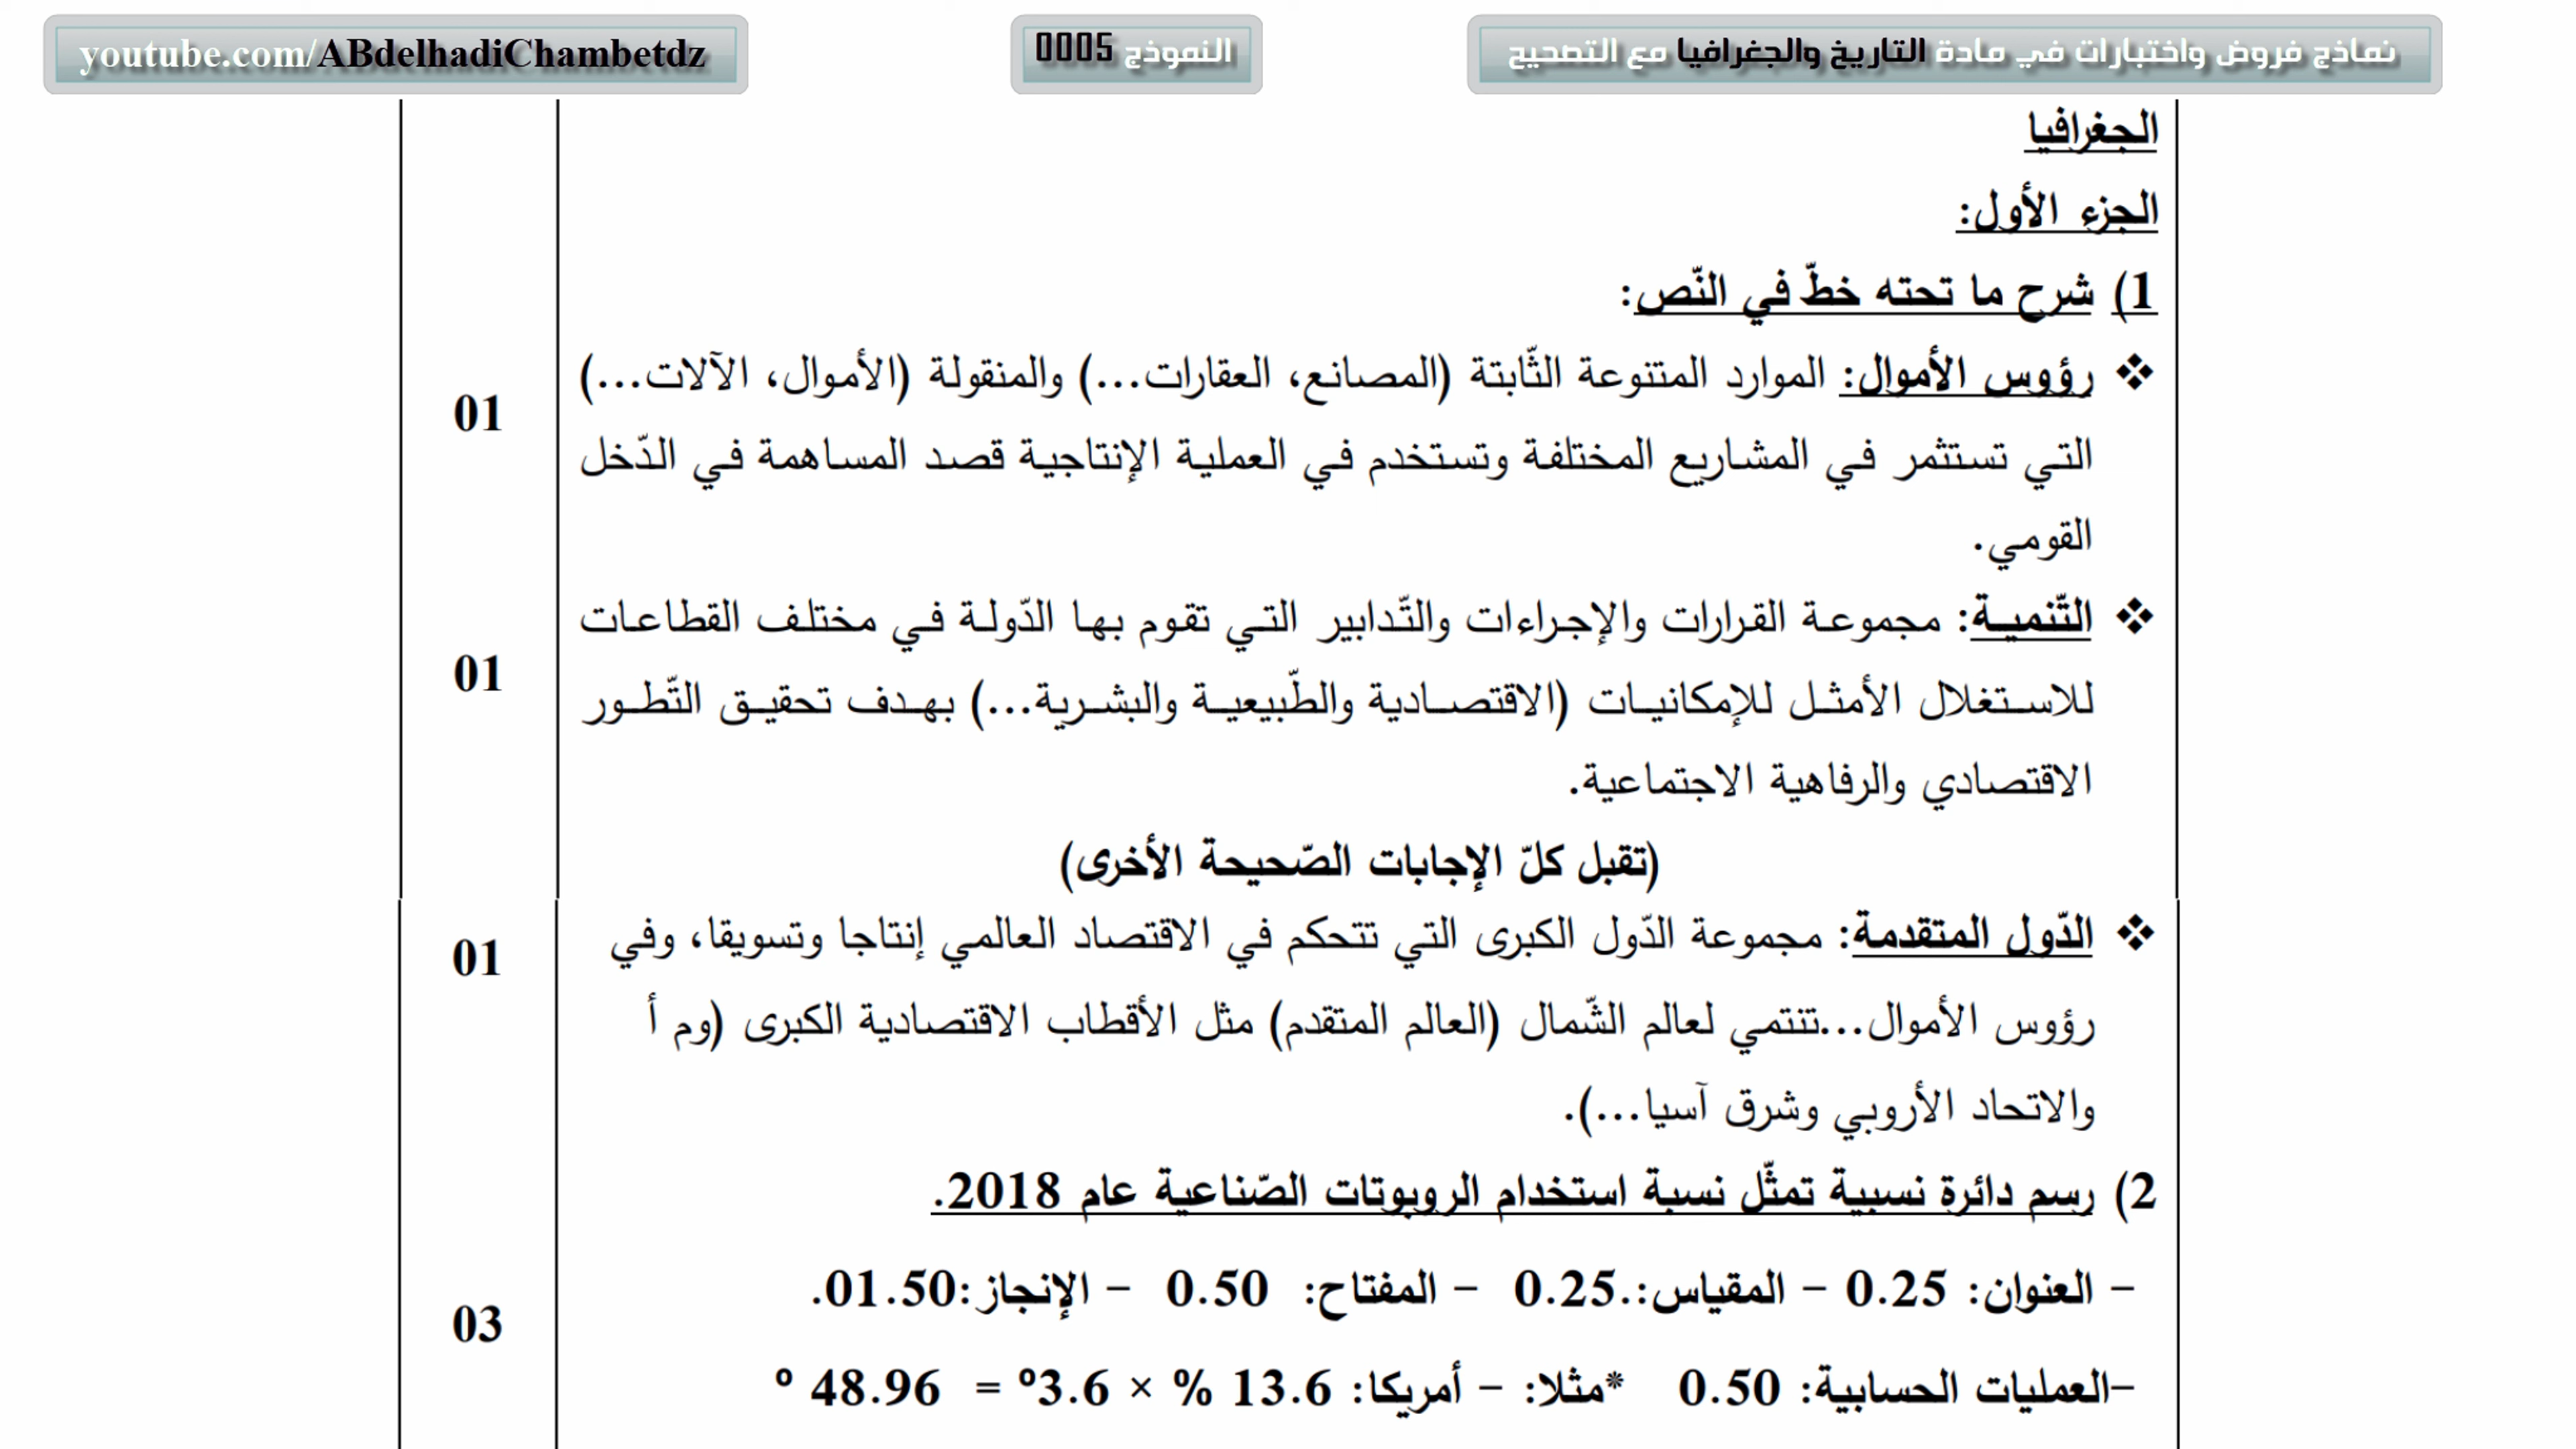 نماذج فروض واختبارات في مادة التاريخ والجغرافيا مع التصحيح
النموذج 0005
youtube.com/ABdelhadiChambetdz
الجغرافيا
الجزء الأول:
1) شرح ما تحته خطّ في النّص:
❖ رؤوس الأموال: الموارد المتنوعة الثّابتة (المصانع، العقارات...) والمنقولة (الأموال، الآلات...)
01
التي تستثمر في المشاريع المختلفة وتستخدم في العملية الإنتاجية قصد المساهمة في الدّخل
القومي.
❖ التّنمية: مجموعة القرارات والإجراءات والتّدابير التي تقوم بها الدّولة في مختلف القطاعات
01
للاستغلال الأمثل للإمكانيات (الاقتصادية والطّبيعية والبشرية...) بهدف تحقيق التّطور
الاقتصادي والرفاهية الاجتماعية.
(تقبل كلّ الإجابات الصّحيحة الأخرى)
❖ الدّول المتقدمة: مجموعة الدّول الكبرى التي تتحكم في الاقتصاد العالمي إنتاجا وتسويقا، وفي
01
رؤوس الأموال...تنتمي لعالم الشّمال (العالم المتقدم) مثل الأقطاب الاقتصادية الكبرى (وم أ
والاتحاد الأروبي وشرق آسيا...).
2) رسم دائرة نسبية تمثّل نسبة استخدام الروبوتات الصّناعية عام 2018.
– العنوان: 0.25 – المقياس:.0.25 – المفتاح: 0.50 – الإنجاز:01.50.
03
–العمليات الحسابية: 0.50 *مثلا: – أمريكا: 13.6 % × 3.6º = 48.96 º